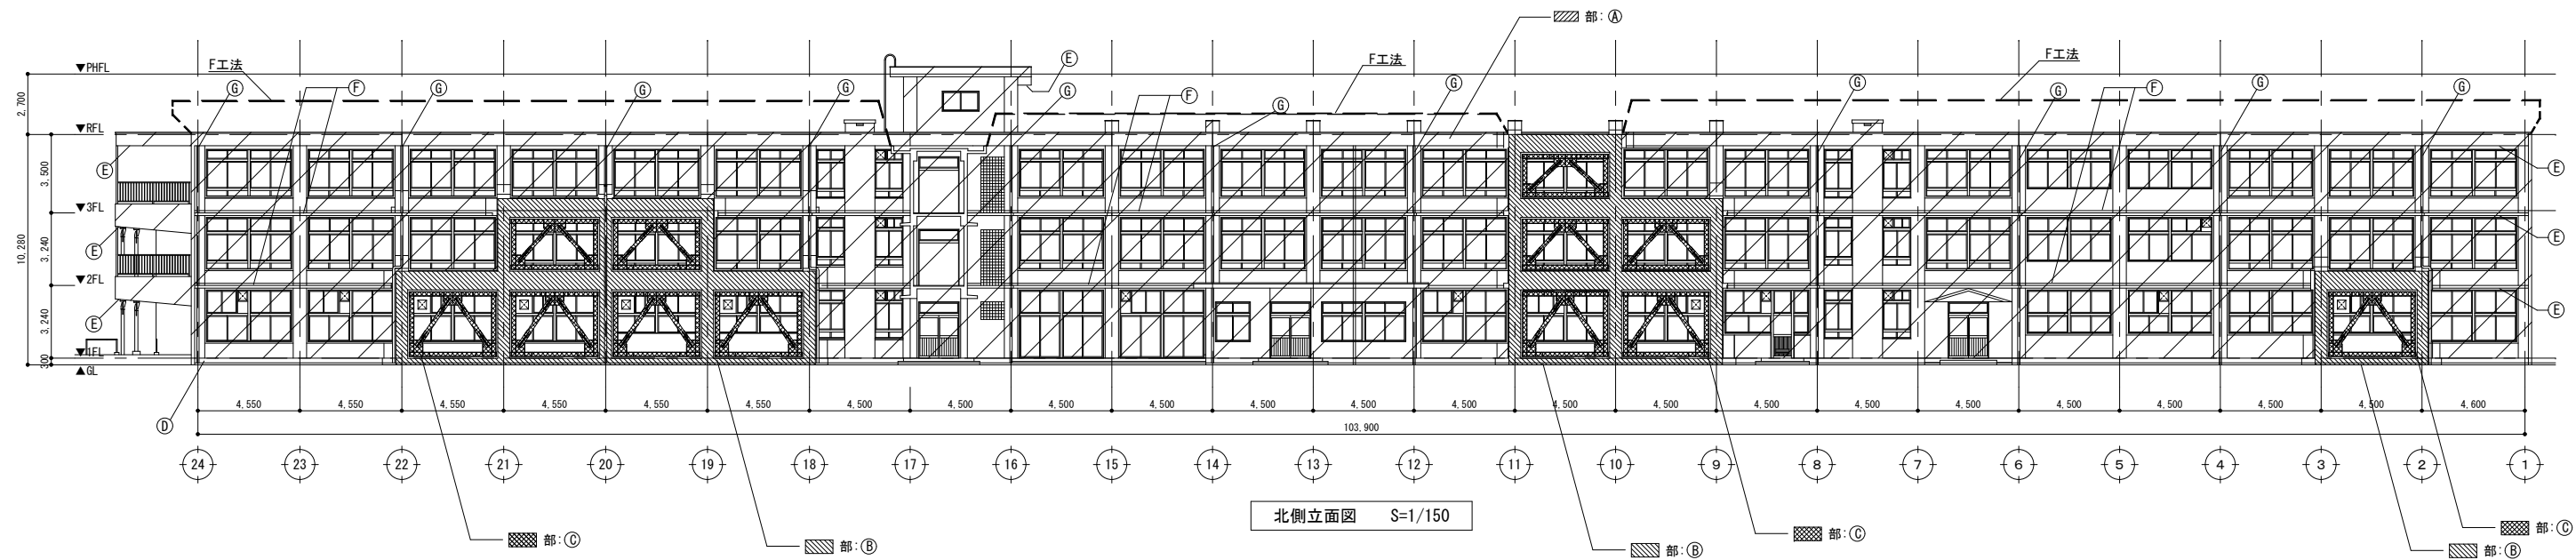 部：Ⓐ
▼PHFL
F工法
Ⓔ
F工法
F工法
2,700
Ⓖ
Ⓕ
Ⓖ
Ⓖ
Ⓖ
Ⓖ
Ⓕ
Ⓖ
Ⓖ
Ⓖ
Ⓖ
Ⓕ
Ⓖ
Ⓖ
▼RFL
3,500
Ⓔ
Ⓔ
▼3FL
10,280
3,240
Ⓔ
Ⓔ
▼2FL
3,240
Ⓔ
Ⓔ
▼1FL
300
▲GL
4,550 4,550 4,550 4,550 4,550 4,550 4,500 4,500 4,500 4,500 4,500 4,500 4,500 4,500 4,500 4,500 4,500 4,500 4,500 4,500 4,500 4,500 4,600
Ⓓ
103,900
24 23 22 21 20 19 18 17 16 15 14 13 12 11 10 9 8 7 6 5 4 3 2 1
北側立面図 S=1/150
部：Ⓒ
部：Ⓑ
部：Ⓑ
部：Ⓒ
部：Ⓒ
部：Ⓑ